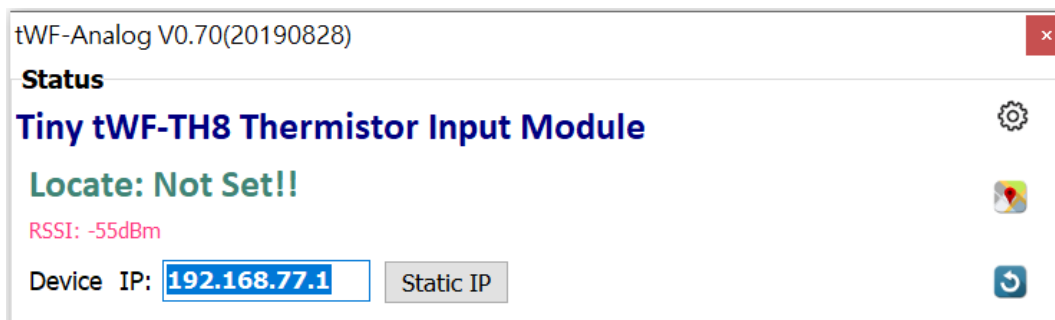 tWF-Analog V0.70(20190828)
Status
Tiny tWF-TH8 Thermistor Input Module
Locate: Not Set!!
RSSI: -55dBm
Device IP: 192.168.77.1 Static IP